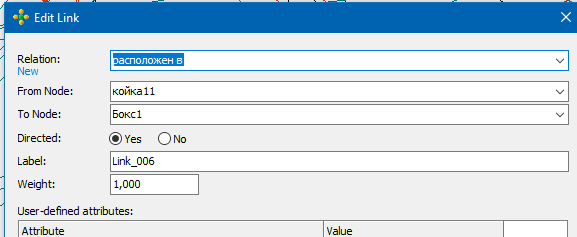 Edit Link
Relation: расположен в
New
From Node: койка11
To Node: Бокс1
Directed: Yes No
Label: Link_006
Weight: 1,000
User-defined attributes:
Attribute Value